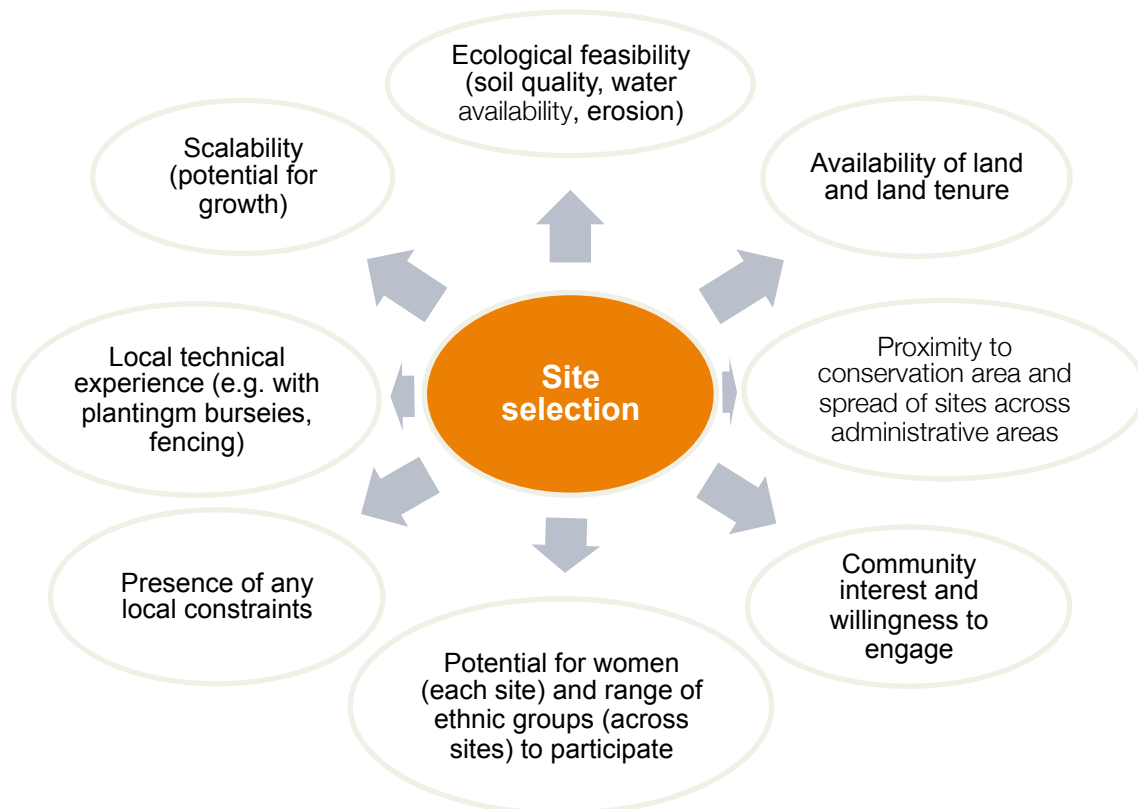 Ecological feasibility
(soil quality, water
availability, erosion)
Availability of land
and land tenure
Proximity to
conservation area and
spread of sites across
administrative areas
Community
interest and
willingness to
engage
Potential for women
(each site) and range of
ethnic groups (across
sites) to participate
Presence of any
local constraints
Local technical
experience (e.g. with
plantingm burseies,
fencing)
Scalability
(potential for
growth)
Site
selection